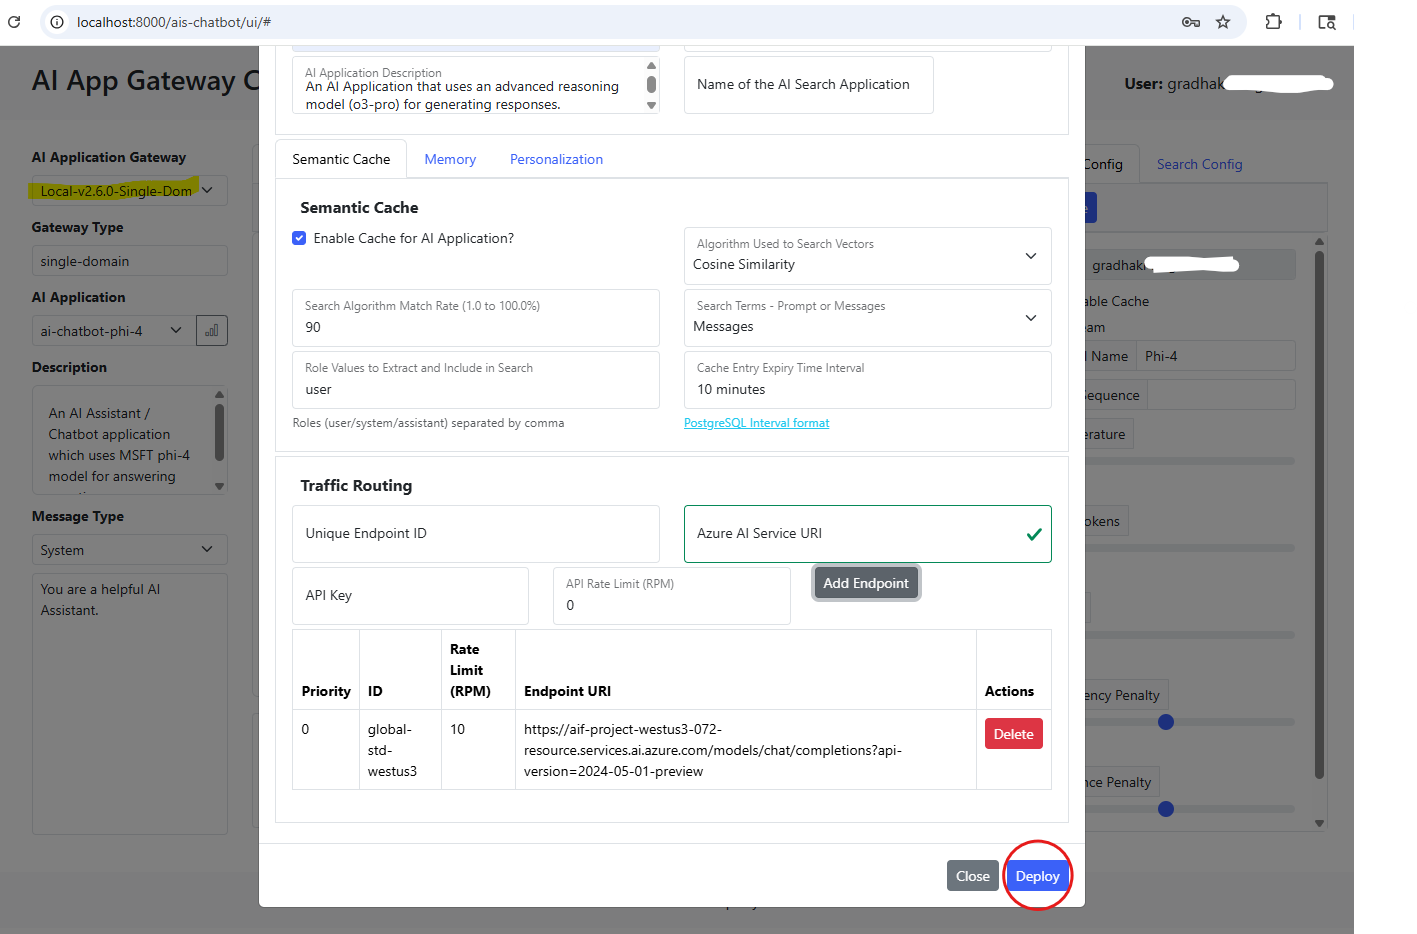 localhost:8000/ais-chatbot/ui/#
AI App Gateway C
User: gradhak
AI Application Description
An AI Application that uses an advanced reasoning
model (o3-pro) for generating responses.
Name of the AI Search Application
AI Application Gateway
Local-v2.6.0-Single-Dom
Gateway Type
single-domain
AI Application
ai-chatbot-phi-4
Description
An AI Assistant /
Chatbot application
which uses MSFT phi-4
model for answering
Message Type
System
You are a helpful AI
Assistant.
Semantic Cache
Memory
Personalization
Semantic Cache
Enable Cache for AI Application?
Algorithm Used to Search Vectors
Cosine Similarity
Search Algorithm Match Rate (1.0 to 100.0%)
90
Search Terms - Prompt or Messages
Messages
Role Values to Extract and Include in Search
user
Cache Entry Expiry Time Interval
10 minutes
Roles (user/system/assistant) separated by comma
PostgreSQL Interval format
Traffic Routing
Unique Endpoint ID
Azure AI Service URI
API Key
API Rate Limit (RPM)
0
Add Endpoint
Priority
ID
Rate
Limit
(RPM)
Endpoint URI
Actions
0
global-
std-
westus3
10
https://aif-project-westus3-072-
resource.services.ai.azure.com/models/chat/completions?api-
version=2024-05-01-preview
Delete
Close
Deploy
Config
Search Config
gradhak
able Cache
eam
l Name
Phi-4
Sequence
erature
okens
ency Penalty
nce Penalty